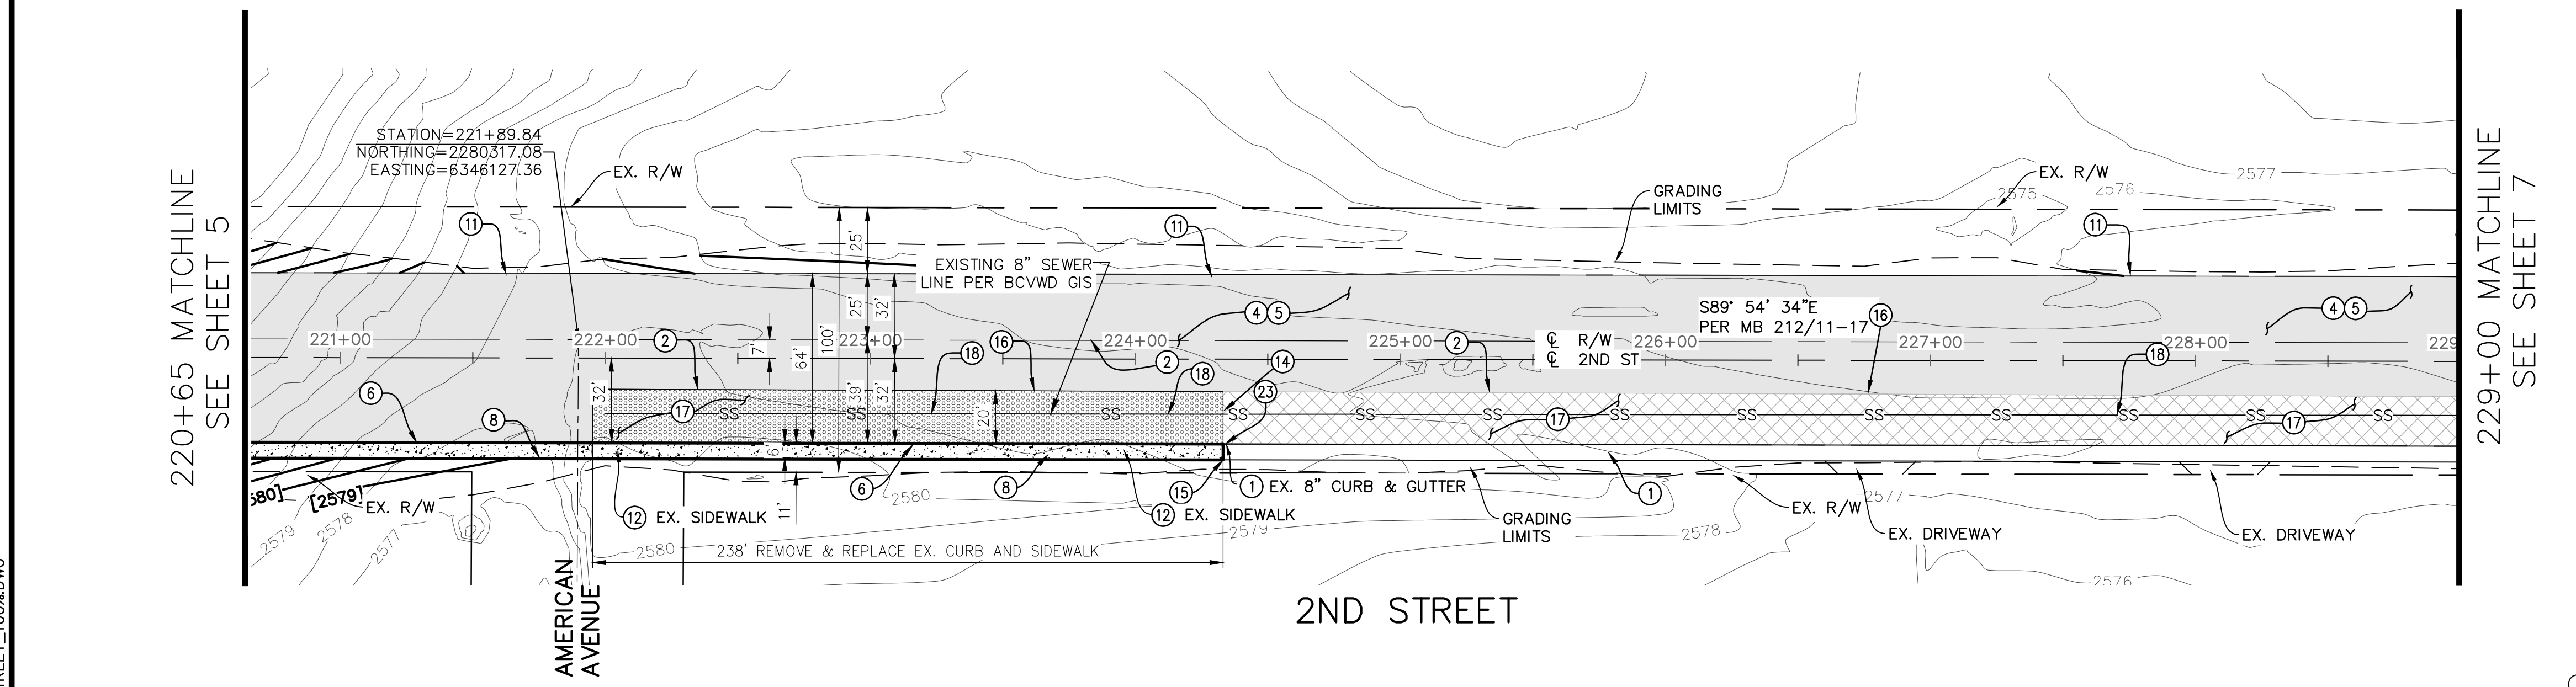 STATION=221+89.84
NORTHING=2280317.08
EASTING=6346127.36
EX. R/W
EX. R/W
2575
2576
2577
GRADING
LIMITS
11
11
11
220+65 MATCHLINE
SEE SHEET 5
229+00 MATCHLINE
SEE SHEET 7
25'
EXISTING 8" SEWER
LINE PER BCVWD GIS
25'
32'
100'
64'
7'
4 5
S89° 54' 34"E
PER MB 212/11-17
16
4 5
221+00
222+00
2
223+00
16
224+00
225+00
2
℄ R/W
226+00
227+00
228+00
229
℄ 2ND ST
18
2
14
18
18
23
6
32'
39'
32'
20'
17
SS
SS
SS
SS
SS
SS
SS
SS
SS
SS
SS
SS
SS
17
17
8
6'
580]
[2579]
EX. R/W
2579
2578
2577
12 EX. SIDEWALK
11'
6
2580
8
12 EX. SIDEWALK
15
1 EX. 8" CURB & GUTTER
1
GRADING
LIMITS
2579
2578
EX. R/W
2577
EX. DRIVEWAY
EX. DRIVEWAY
2576
2580
238' REMOVE & REPLACE EX. CURB AND SIDEWALK
AMERICAN
AVENUE
2ND STREET